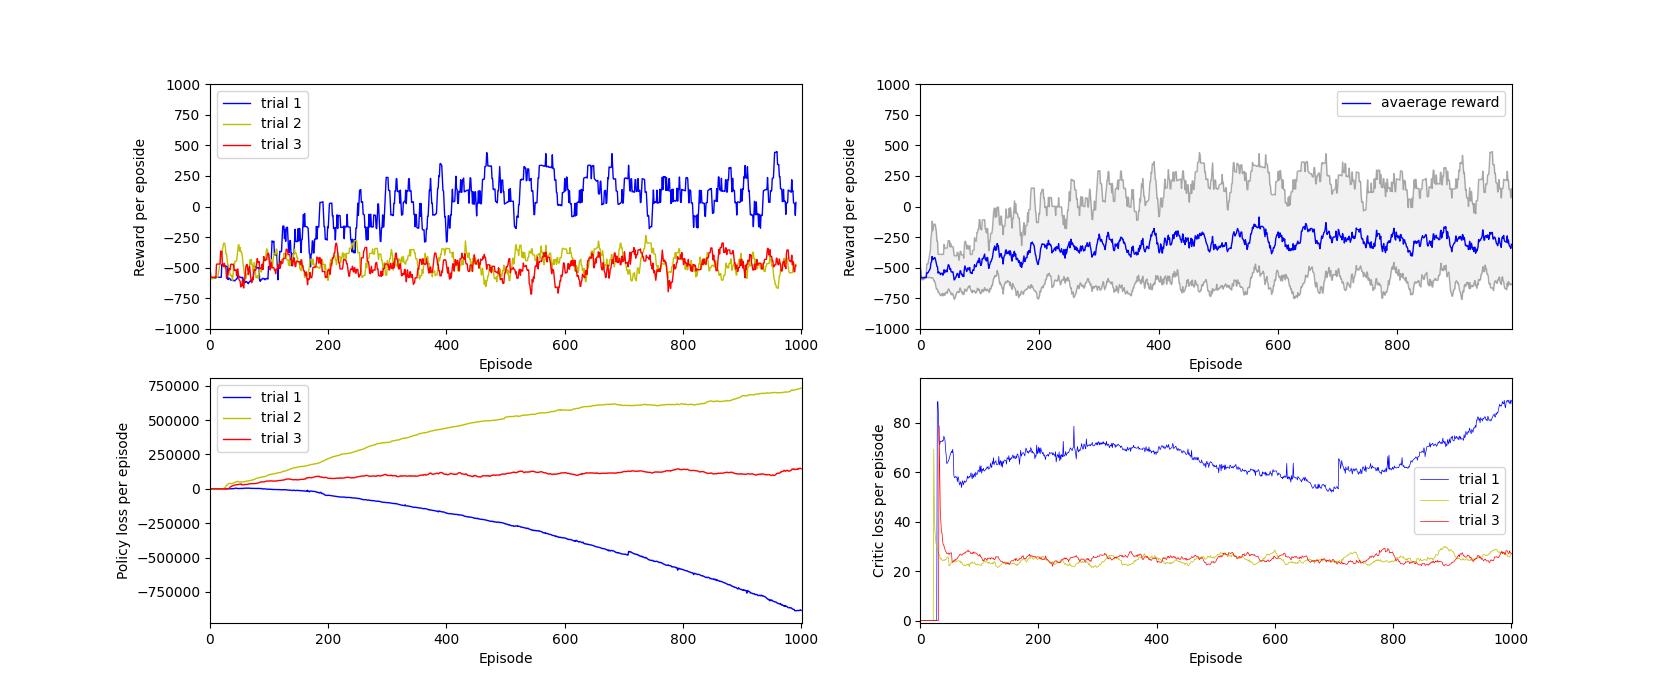 1000
750
500
250
0
−250
−500
−750
−1000
Reward per eposide
trial 1
trial 2
trial 3
0 200 400 600 800 1000
Episode
1000
750
500
250
0
−250
−500
−750
−1000
Reward per eposide
avaerage reward
0 200 400 600 800
Episode
750000
500000
250000
0
−250000
−500000
−750000
Policy loss per episode
trial 1
trial 2
trial 3
0 200 400 600 800 1000
Episode
80
60
40
20
0
Critic loss per episode
trial 1
trial 2
trial 3
0 200 400 600 800 1000
Episode